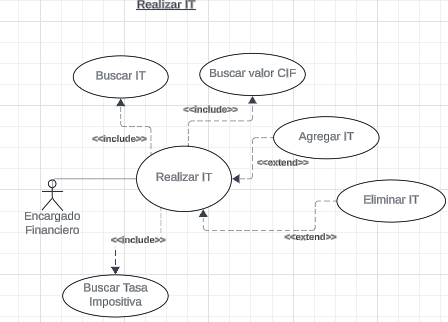 Realizar IT
Buscar IT
Buscar valor CIF
<<include>>
<<include>>
Agregar IT
<<extend>>
Realizar IT
Eliminar IT
Encargado
Financiero
<<extend>>
<<include>>
Buscar Tasa
Impositiva